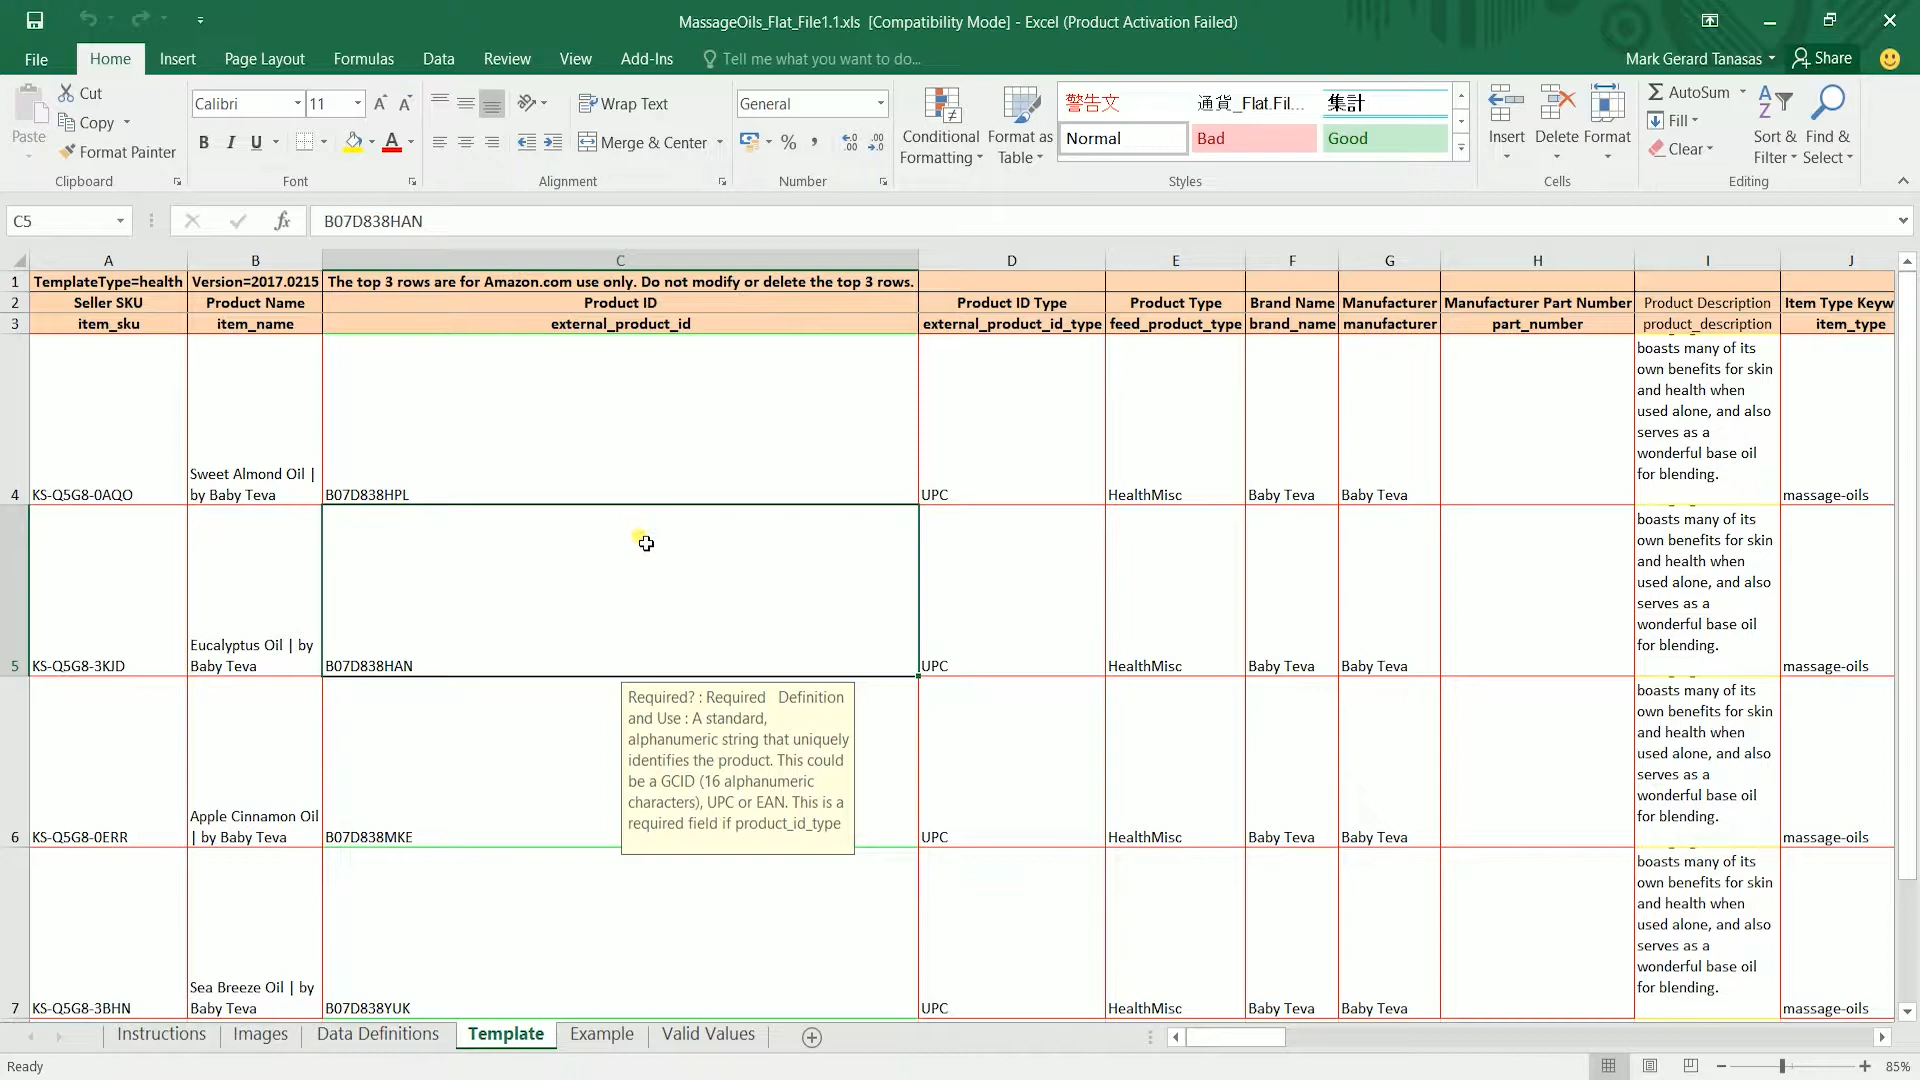 MassageOils_Flat_File1.1.xls [Compatibility Mode] - Excel (Product Activation Failed)
File Home Insert Page Layout Formulas Data Review View Add-Ins Tell me what you want to do... Mark Gerard Tanasas Share
Paste Cut Copy Format Painter Clipboard
Calibri 11 B I U A Font
Wrap Text Merge & Center Alignment
General % Number
Conditional Formatting Format as Table
警告文 通貨_Flat.Fil... 集計
Normal Bad Good
Styles
Insert Delete Format Cells
AutoSum Fill Clear Sort & Filter Find & Select Editing
C5 fx B07D838HAN
A B C D E F G H I J
1 TemplateType=health Version=2017.0215 The top 3 rows are for Amazon.com use only. Do not modify or delete the top 3 rows.
2 Seller SKU Product Name Product ID Product ID Type Product Type Brand Name Manufacturer Manufacturer Part Number Product Description Item Type Keyw
3 item_sku item_name external_product_id external_product_id_type feed_product_type brand_name manufacturer part_number product_description item_type
boasts many of its
own benefits for skin
and health when
used alone, and also
serves as a
wonderful base oil
for blending.
4 KS-Q5G8-0AQO Sweet Almond Oil | by Baby Teva B07D838HPL UPC HealthMisc Baby Teva Baby Teva massage-oils
boasts many of its
own benefits for skin
and health when
used alone, and also
serves as a
wonderful base oil
for blending.
5 KS-Q5G8-3KJD Eucalyptus Oil | by Baby Teva B07D838HAN UPC HealthMisc Baby Teva Baby Teva massage-oils
Required? : Required Definition
and Use : A standard,
alphanumeric string that uniquely
identifies the product. This could
be a GCID (16 alphanumeric
characters), UPC or EAN. This is a
required field if product_id_type
boasts many of its
own benefits for skin
and health when
used alone, and also
serves as a
wonderful base oil
for blending.
6 KS-Q5G8-0ERR Apple Cinnamon Oil | by Baby Teva B07D838MKE UPC HealthMisc Baby Teva Baby Teva massage-oils
boasts many of its
own benefits for skin
and health when
used alone, and also
serves as a
wonderful base oil
for blending.
7 KS-Q5G8-3BHN Sea Breeze Oil | by Baby Teva B07D838YUK UPC HealthMisc Baby Teva Baby Teva massage-oils
Instructions Images Data Definitions Template Example Valid Values
Ready 85%